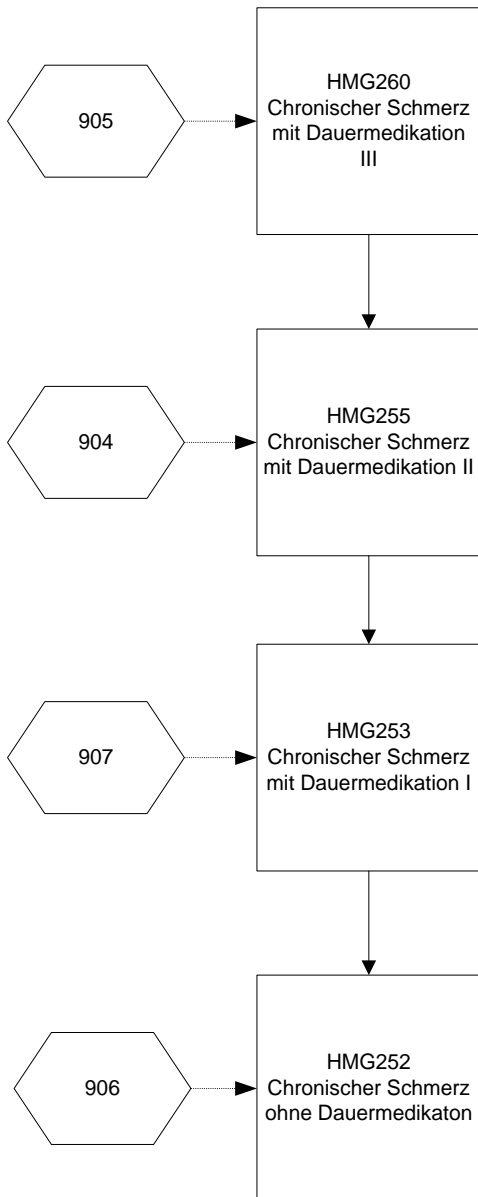 905
HMG260
Chronischer Schmerz
mit Dauermedikation
III
904
HMG255
Chronischer Schmerz
mit Dauermedikation II
907
HMG253
Chronischer Schmerz
mit Dauermedikation I
906
HMG252
Chronischer Schmerz
ohne Dauermedikaton